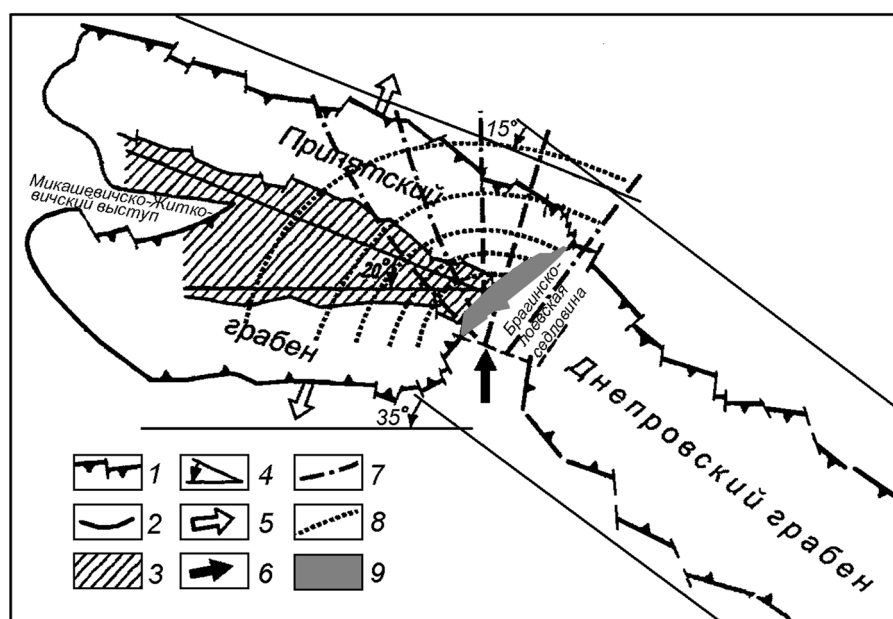 15°
Припятский
Микашевичско-Житко-
вичский выступ
20°
Брагинско-
лоевская
седловина
грабен
35°
Днепровский грабен
1
4
7
2
5
8
3
6
9